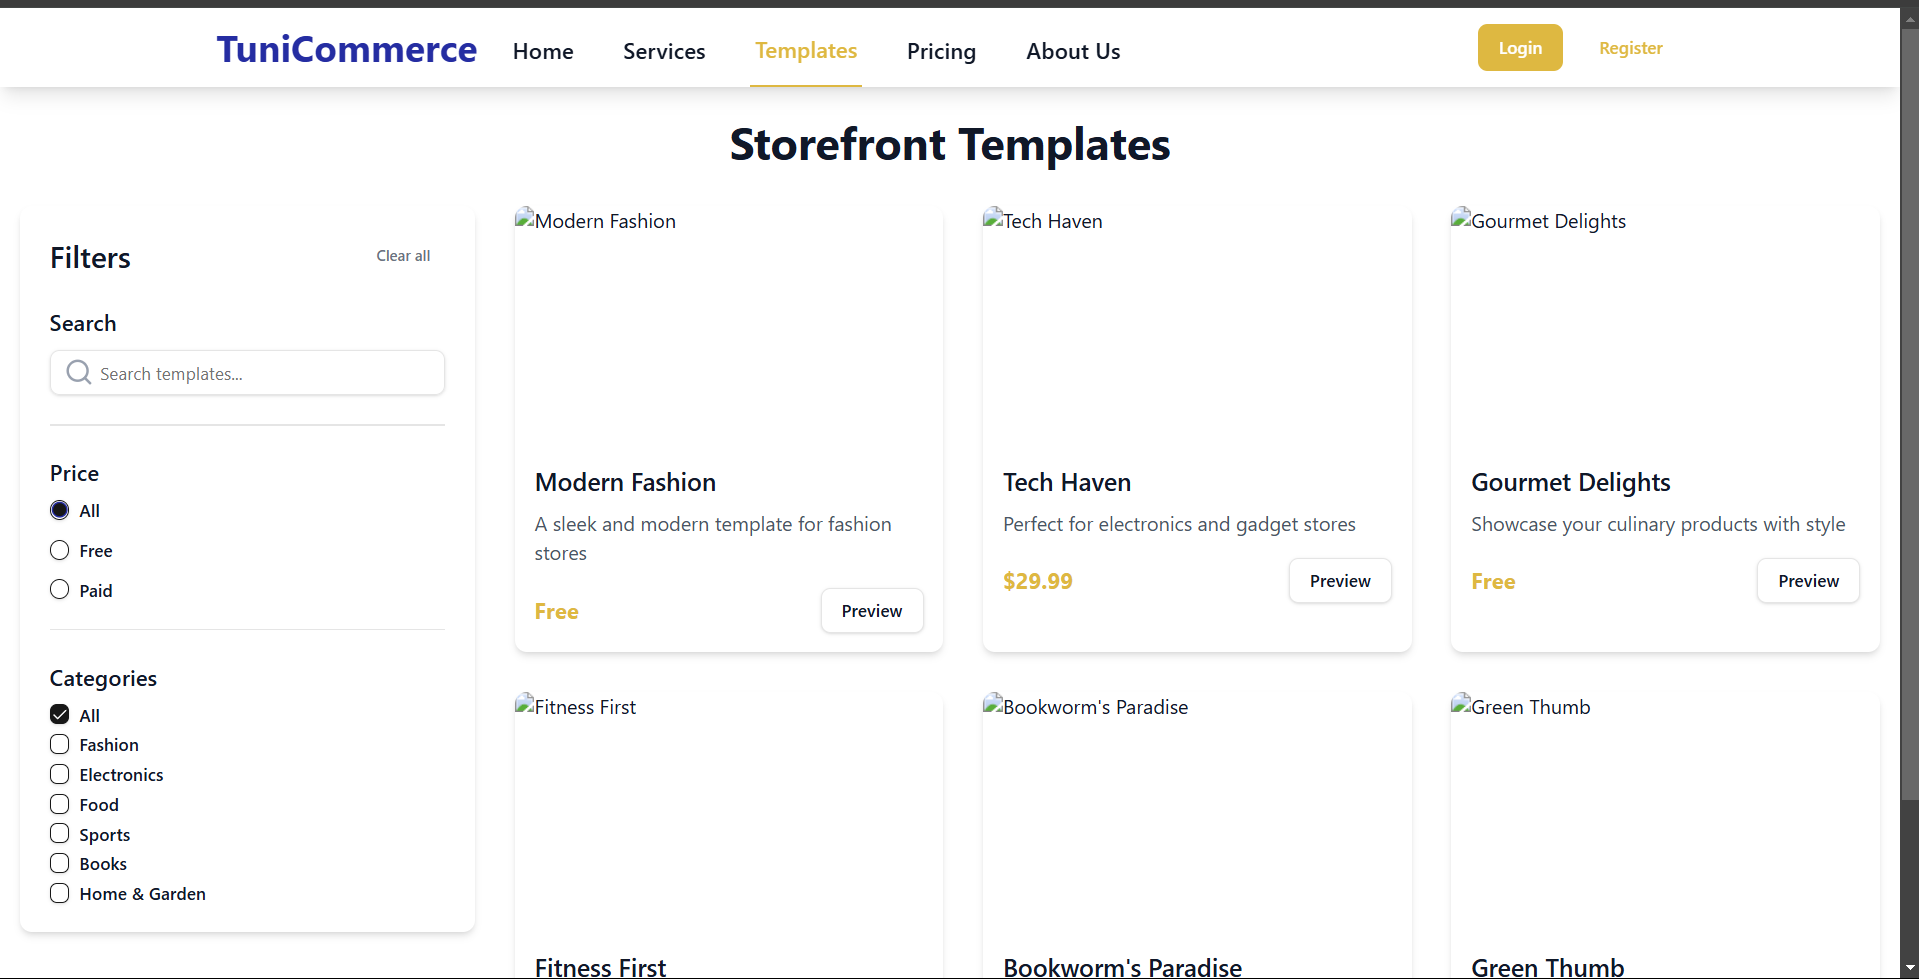 TuniCommerce
Home
Services
Templates
Pricing
About Us
Login
Register
Storefront Templates
Filters
Clear all
Search
Search templates...
Price
All
Free
Paid
Categories
All
Fashion
Electronics
Food
Sports
Books
Home & Garden
Modern Fashion
Modern Fashion
A sleek and modern template for fashion
stores
Free
Preview
Tech Haven
Tech Haven
Perfect for electronics and gadget stores
$29.99
Preview
Gourmet Delights
Gourmet Delights
Showcase your culinary products with style
Free
Preview
Fitness First
Fitness First
Bookworm's Paradise
Bookworm's Paradise
Green Thumb
Green Thumb